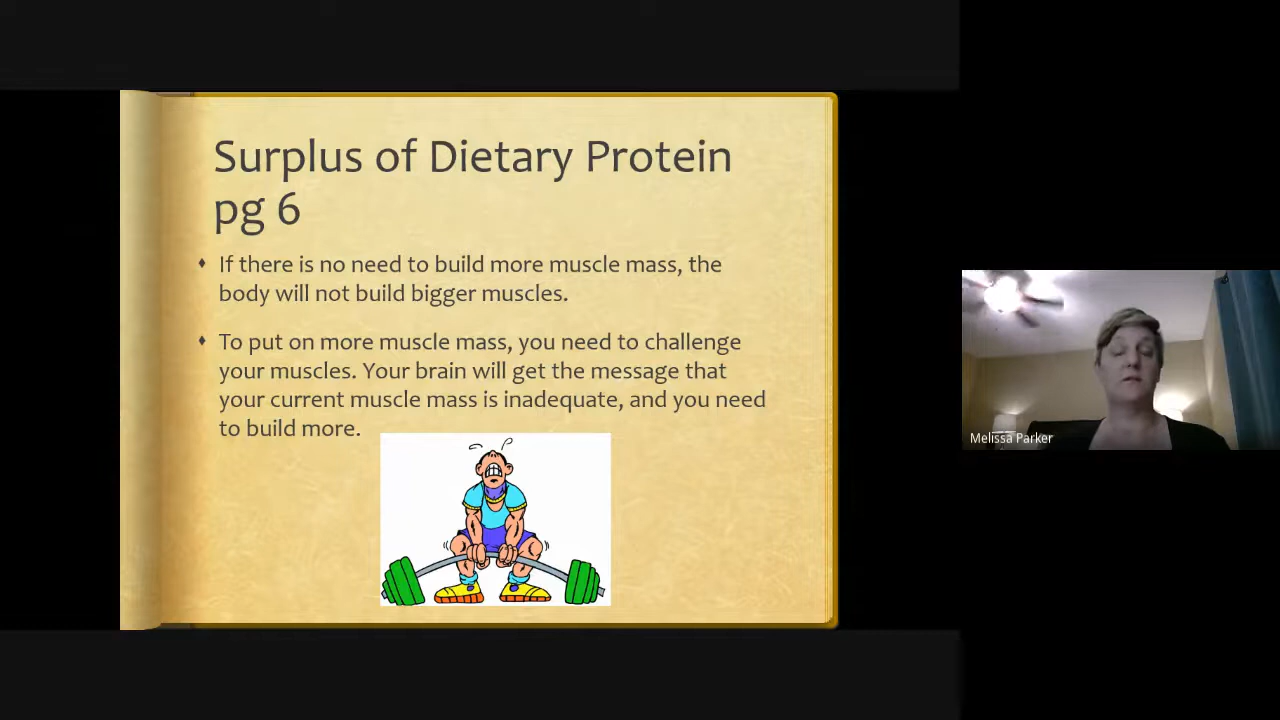 Surplus of Dietary Protein
pg 6
If there is no need to build more muscle mass, the
body will not build bigger muscles.
To put on more muscle mass, you need to challenge
your muscles. Your brain will get the message that
your current muscle mass is inadequate, and you need
to build more.
Melissa Parker